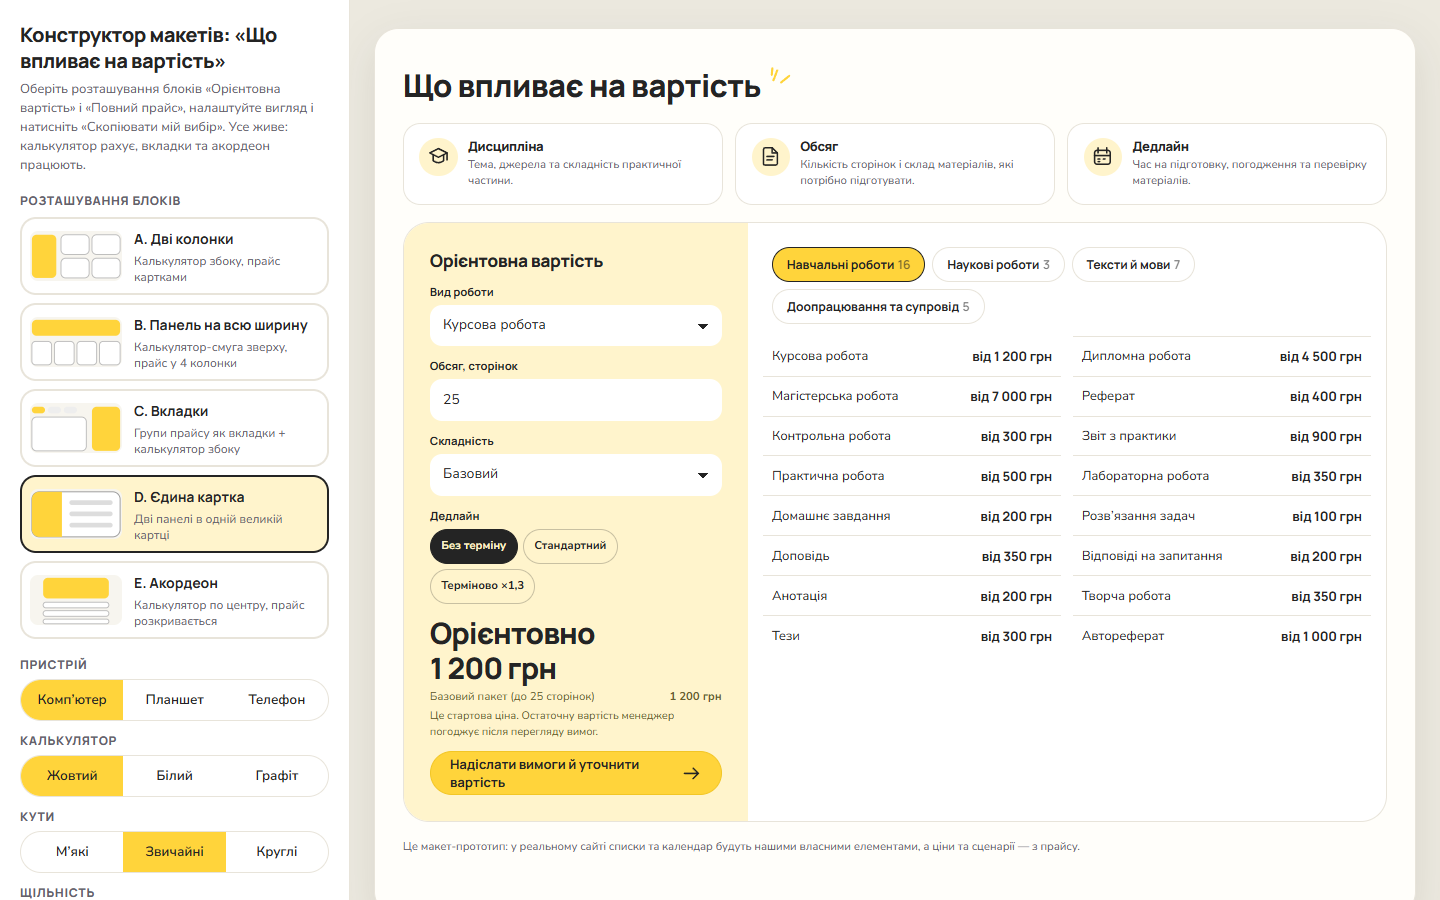 Конструктор макетів: «Що
впливає на вартість»
Оберіть розташування блоків «Орієнтовна
вартість» і «Повний прайс», налаштуйте вигляд і
натисніть «Скопіювати мій вибір». Усе живе:
калькулятор рахує, вкладки та акордеон
працюють.
РОЗТАШУВАННЯ БЛОКІВ
A. Дві колонки
Калькулятор збоку, прайс
картками
B. Панель на всю ширину
Калькулятор-смуга зверху,
прайс у 4 колонки
C. Вкладки
Групи прайсу як вкладки +
калькулятор збоку
D. Єдина картка
Дві панелі в одній великій
картці
E. Акордеон
Калькулятор по центру, прайс
розкривається
ПРИСТРІЙ
Комп'ютер
Планшет
Телефон
КАЛЬКУЛЯТОР
Жовтий
Білий
Графіт
КУТИ
М'які
Звичайні
Круглі
ЩІЛЬНІСТЬ
Що впливає на вартість
Дисципліна
Тема, джерела та складність практичної
частини.
Обсяг
Кількість сторінок і склад матеріалів, які
потрібно підготувати.
Дедлайн
Час на підготовку, погодження та перевірку
матеріалів.
Орієнтовна вартість
Вид роботи
Курсова робота
Обсяг, сторінок
25
Складність
Базовий
Дедлайн
Без терміну
Стандартний
Терміново ×1,3
Орієнтовно
1 200 грн
Базовий пакет (до 25 сторінок) 1 200 грн
Це стартова ціна. Остаточну вартість менеджер
погоджує після перегляду вимог.
Надіслати вимоги й уточнити
вартість
Навчальні роботи 16
Наукові роботи 3
Тексти й мови 7
Доопрацювання та супровід 5
Курсова робота від 1 200 грн
Дипломна робота від 4 500 грн
Магістерська робота від 7 000 грн
Реферат від 400 грн
Контрольна робота від 300 грн
Звіт з практики від 900 грн
Практична робота від 500 грн
Лабораторна робота від 350 грн
Домашнє завдання від 200 грн
Розв'язання задач від 100 грн
Доповідь від 350 грн
Відповіді на запитання від 200 грн
Анотація від 200 грн
Творча робота від 350 грн
Тези від 300 грн
Автореферат від 1 000 грн
Це макет-прототип: у реальному сайті списки та календар будуть нашими власними елементами, а ціни та сценарії — з прайсу.